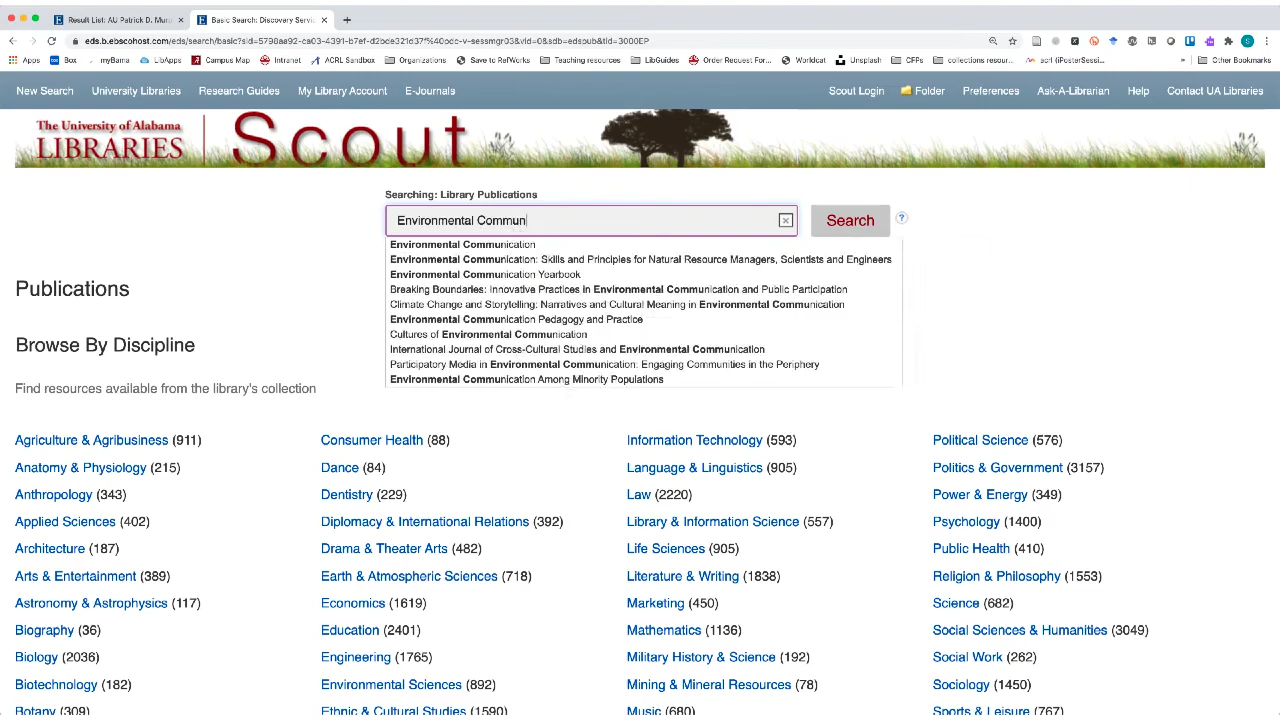 Result List: AU Patrick D. Mur
Basic Search: Discovery Servi
eds.b.ebscohost.com/eds/search/basic?sid=5798aa92-ca03-4391-b7ef-d2bde321d37f%40pdc-v-sessmgr03&vid=0&sdb=edspub&tid=3000EP
Apps Box myBama LibApps Campus Map Intranet ACRL Sandbox Organizations Save to RefWorks Teaching resources LibGuides Order Request For... Worldcat Unsplash CFPs collections resour... acrl (iPosterSessi... » Other Bookmarks
New Search University Libraries Research Guides My Library Account E-Journals Scout Login Folder Preferences Ask-A-Librarian Help Contact UA Libraries
The University of Alabama
LIBRARIES
Scout
Searching: Library Publications
Environmental Commun
Search
Environmental Communication
Environmental Communication: Skills and Principles for Natural Resource Managers, Scientists and Engineers
Environmental Communication Yearbook
Breaking Boundaries: Innovative Practices in Environmental Communication and Public Participation
Climate Change and Storytelling: Narratives and Cultural Meaning in Environmental Communication
Environmental Communication Pedagogy and Practice
Cultures of Environmental Communication
International Journal of Cross-Cultural Studies and Environmental Communication
Participatory Media in Environmental Communication: Engaging Communities in the Periphery
Environmental Communication Among Minority Populations
Publications
Browse By Discipline
Find resources available from the library's collection
Agriculture & Agribusiness (911) Consumer Health (88) Information Technology (593) Political Science (576)
Anatomy & Physiology (215) Dance (84) Language & Linguistics (905) Politics & Government (3157)
Anthropology (343) Dentistry (229) Law (2220) Power & Energy (349)
Applied Sciences (402) Diplomacy & International Relations (392) Library & Information Science (557) Psychology (1400)
Architecture (187) Drama & Theater Arts (482) Life Sciences (905) Public Health (410)
Arts & Entertainment (389) Earth & Atmospheric Sciences (718) Literature & Writing (1838) Religion & Philosophy (1553)
Astronomy & Astrophysics (117) Economics (1619) Marketing (450) Science (682)
Biography (36) Education (2401) Mathematics (1136) Social Sciences & Humanities (3049)
Biology (2036) Engineering (1765) Military History & Science (192) Social Work (262)
Biotechnology (182) Environmental Sciences (892) Mining & Mineral Resources (78) Sociology (1450)
Botany (309) Ethnic & Cultural Studies (1590) Music (680) Sports & Leisure (767)